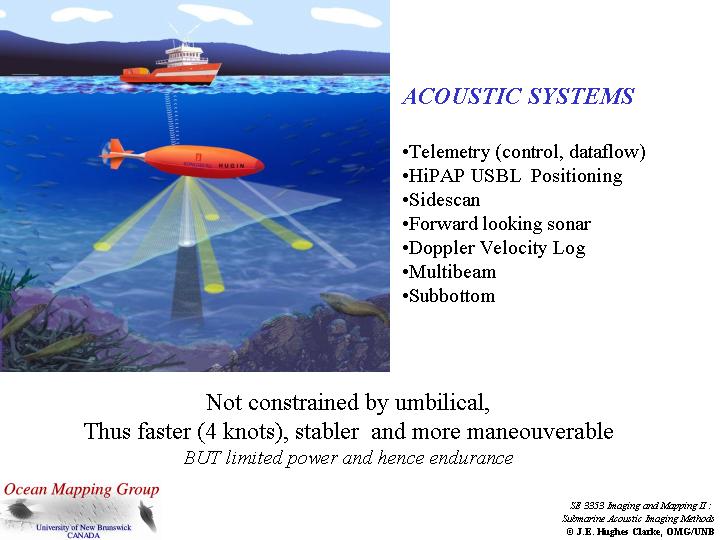 ACOUSTIC SYSTEMS
•Telemetry (control, dataflow)
•HiPAP USBL Positioning
•Sidescan
•Forward looking sonar
•Doppler Velocity Log
•Multibeam
•Subbottom
HUGIN
Not constrained by umbilical,
Thus faster (4 knots), stabler and more maneouverable
BUT limited power and hence endurance
Ocean Mapping Group
University of New Brunswick
CANADA
SE 3353 Imaging and Mapping II :
Submarine Acoustic Imaging Methods
© J.E. Hughes Clarke, OMG/UNB